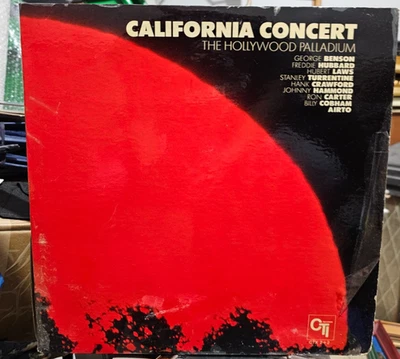 CALIFORNIA CONCERT
THE HOLLYWOOD PALLADIUM
GEORGE BENSON
FREDDIE HUBBARD
HUBERT LAWS
STANLEY TURRENTINE
HANK CRAWFORD
JOHNNY HAMMOND
RON CARTER
BILLY COBHAM
AIRTO
CTI